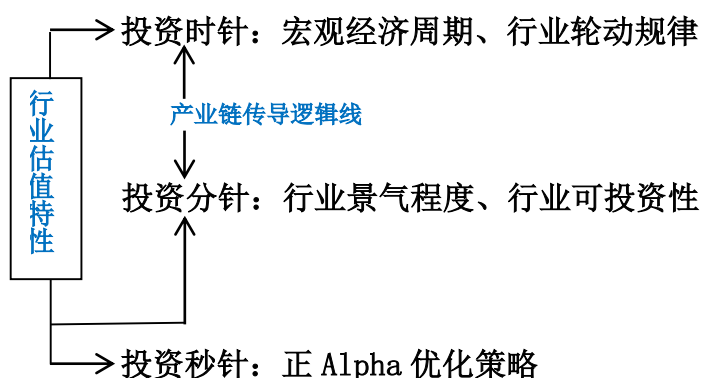 投资时针：宏观经济周期、行业轮动规律
产业链传导逻辑线
行业估值特性
投资分针：行业景气程度、行业可投资性
投资秒针：正 Alpha 优化策略